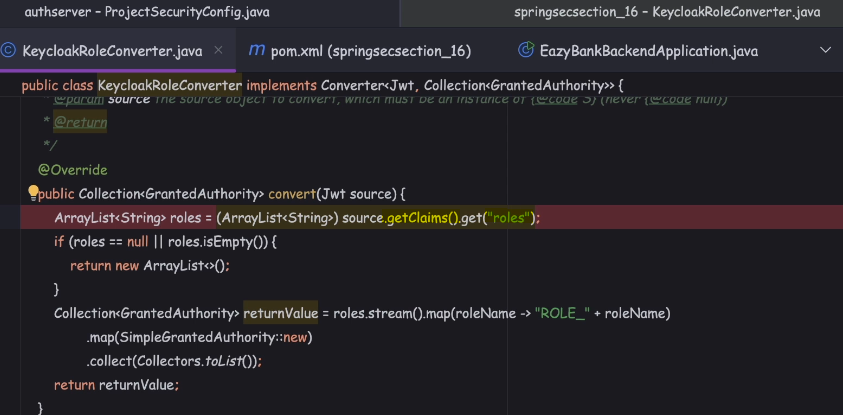 authserver – ProjectSecurityConfig.java springsecsection_16 – KeycloakRoleConverter.java
KeycloakRoleConverter.java × m pom.xml (springsecsection_16) EazyBankBackendApplication.java
public class KeycloakRoleConverter implements Converter<Jwt, Collection<GrantedAuthority>> {
* @param source the source object to convert, which must be an instance of {@code S} (never {@code null})
* @return
*/
@Override
public Collection<GrantedAuthority> convert(Jwt source) {
ArrayList<String> roles = (ArrayList<String>) source.getClaims().get("roles");
if (roles == null || roles.isEmpty()) {
return new ArrayList<>();
}
Collection<GrantedAuthority> returnValue = roles.stream().map(roleName -> "ROLE_" + roleName)
.map(SimpleGrantedAuthority::new)
.collect(Collectors.toList());
return returnValue;
}